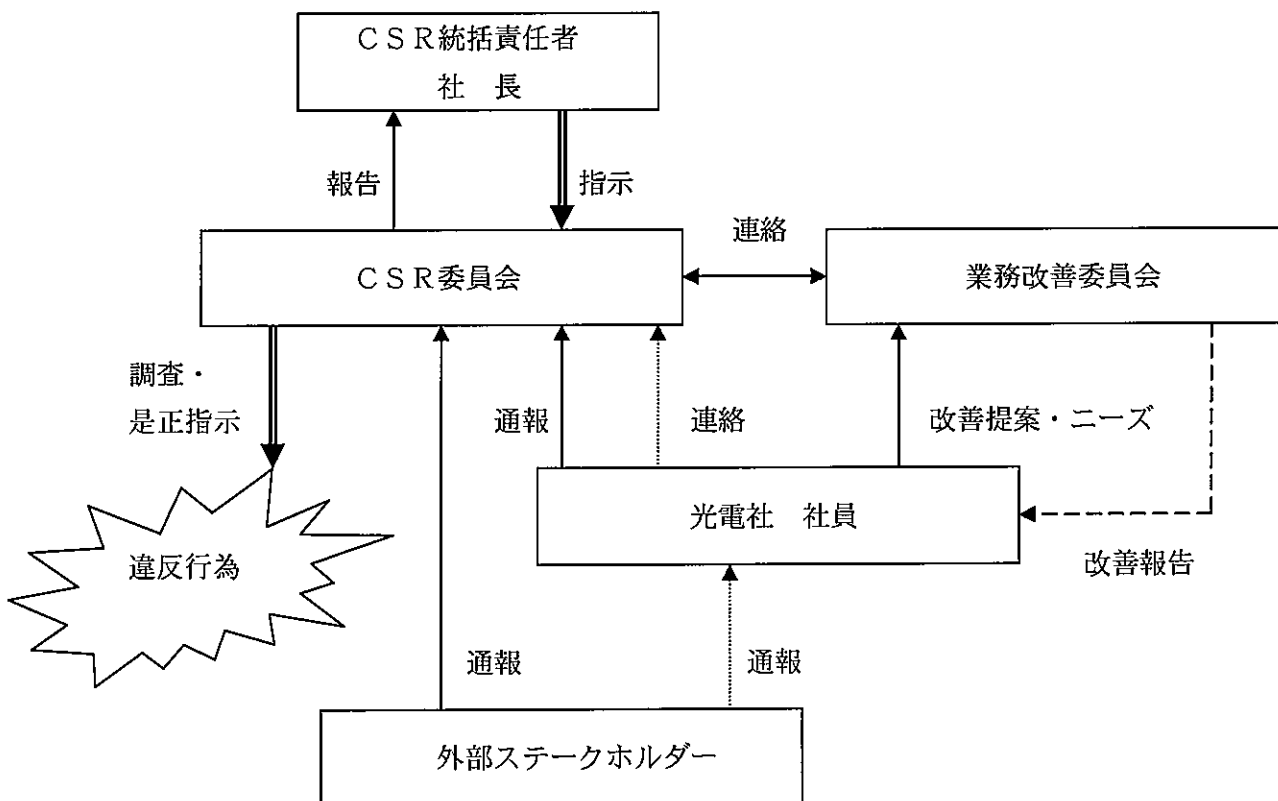 ＣＳＲ統括責任者
社　長
報告
指示
連絡
ＣＳＲ委員会
業務改善委員会
調査・
是正指示
通報
連絡
改善提案・ニーズ
光電社　社員
違反行為
改善報告
通報
通報
外部ステークホルダー